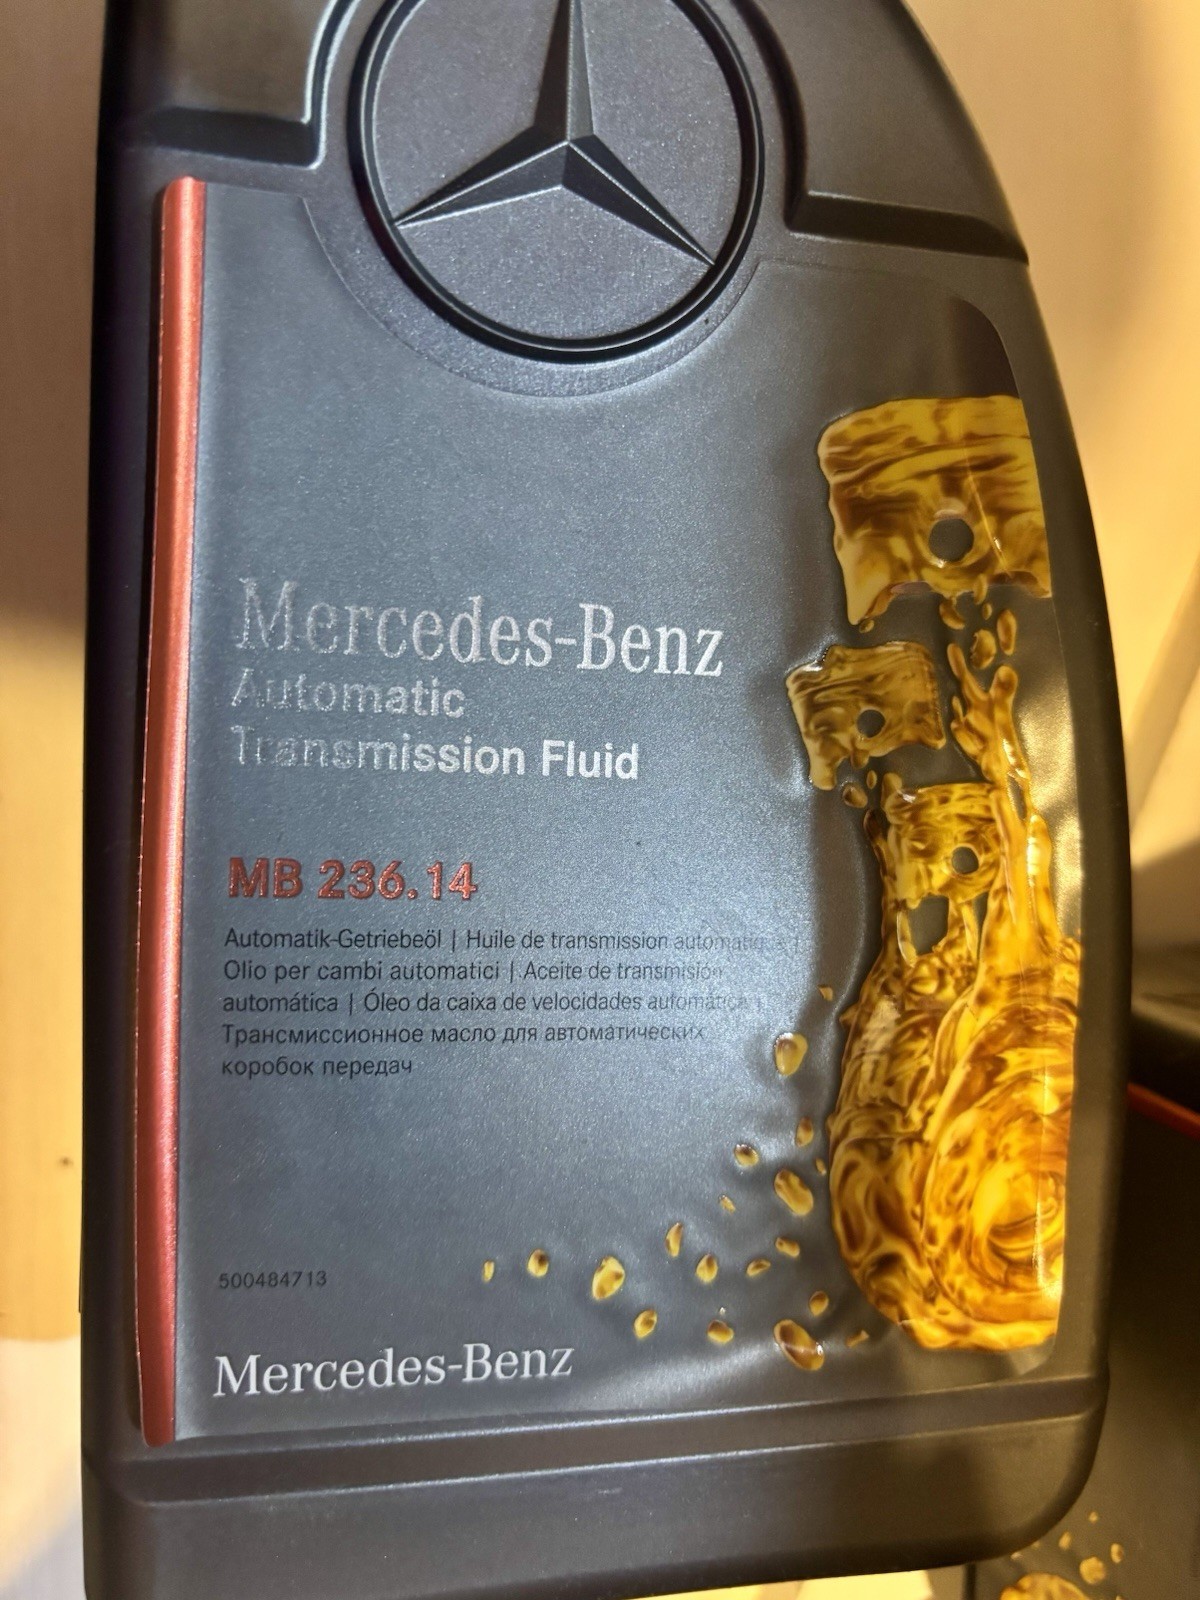 Mercedes-Benz
Automatic
Transmission Fluid
MB 236.14
Automatik-Getriebeöl | Huile de transmission
Olio per cambi automatici | Aceite de transmisión
automática | Óleo da caixa de velocidades automática
Трансмиссионное масло для автоматических
коробок передач
500484713
Mercedes-Benz